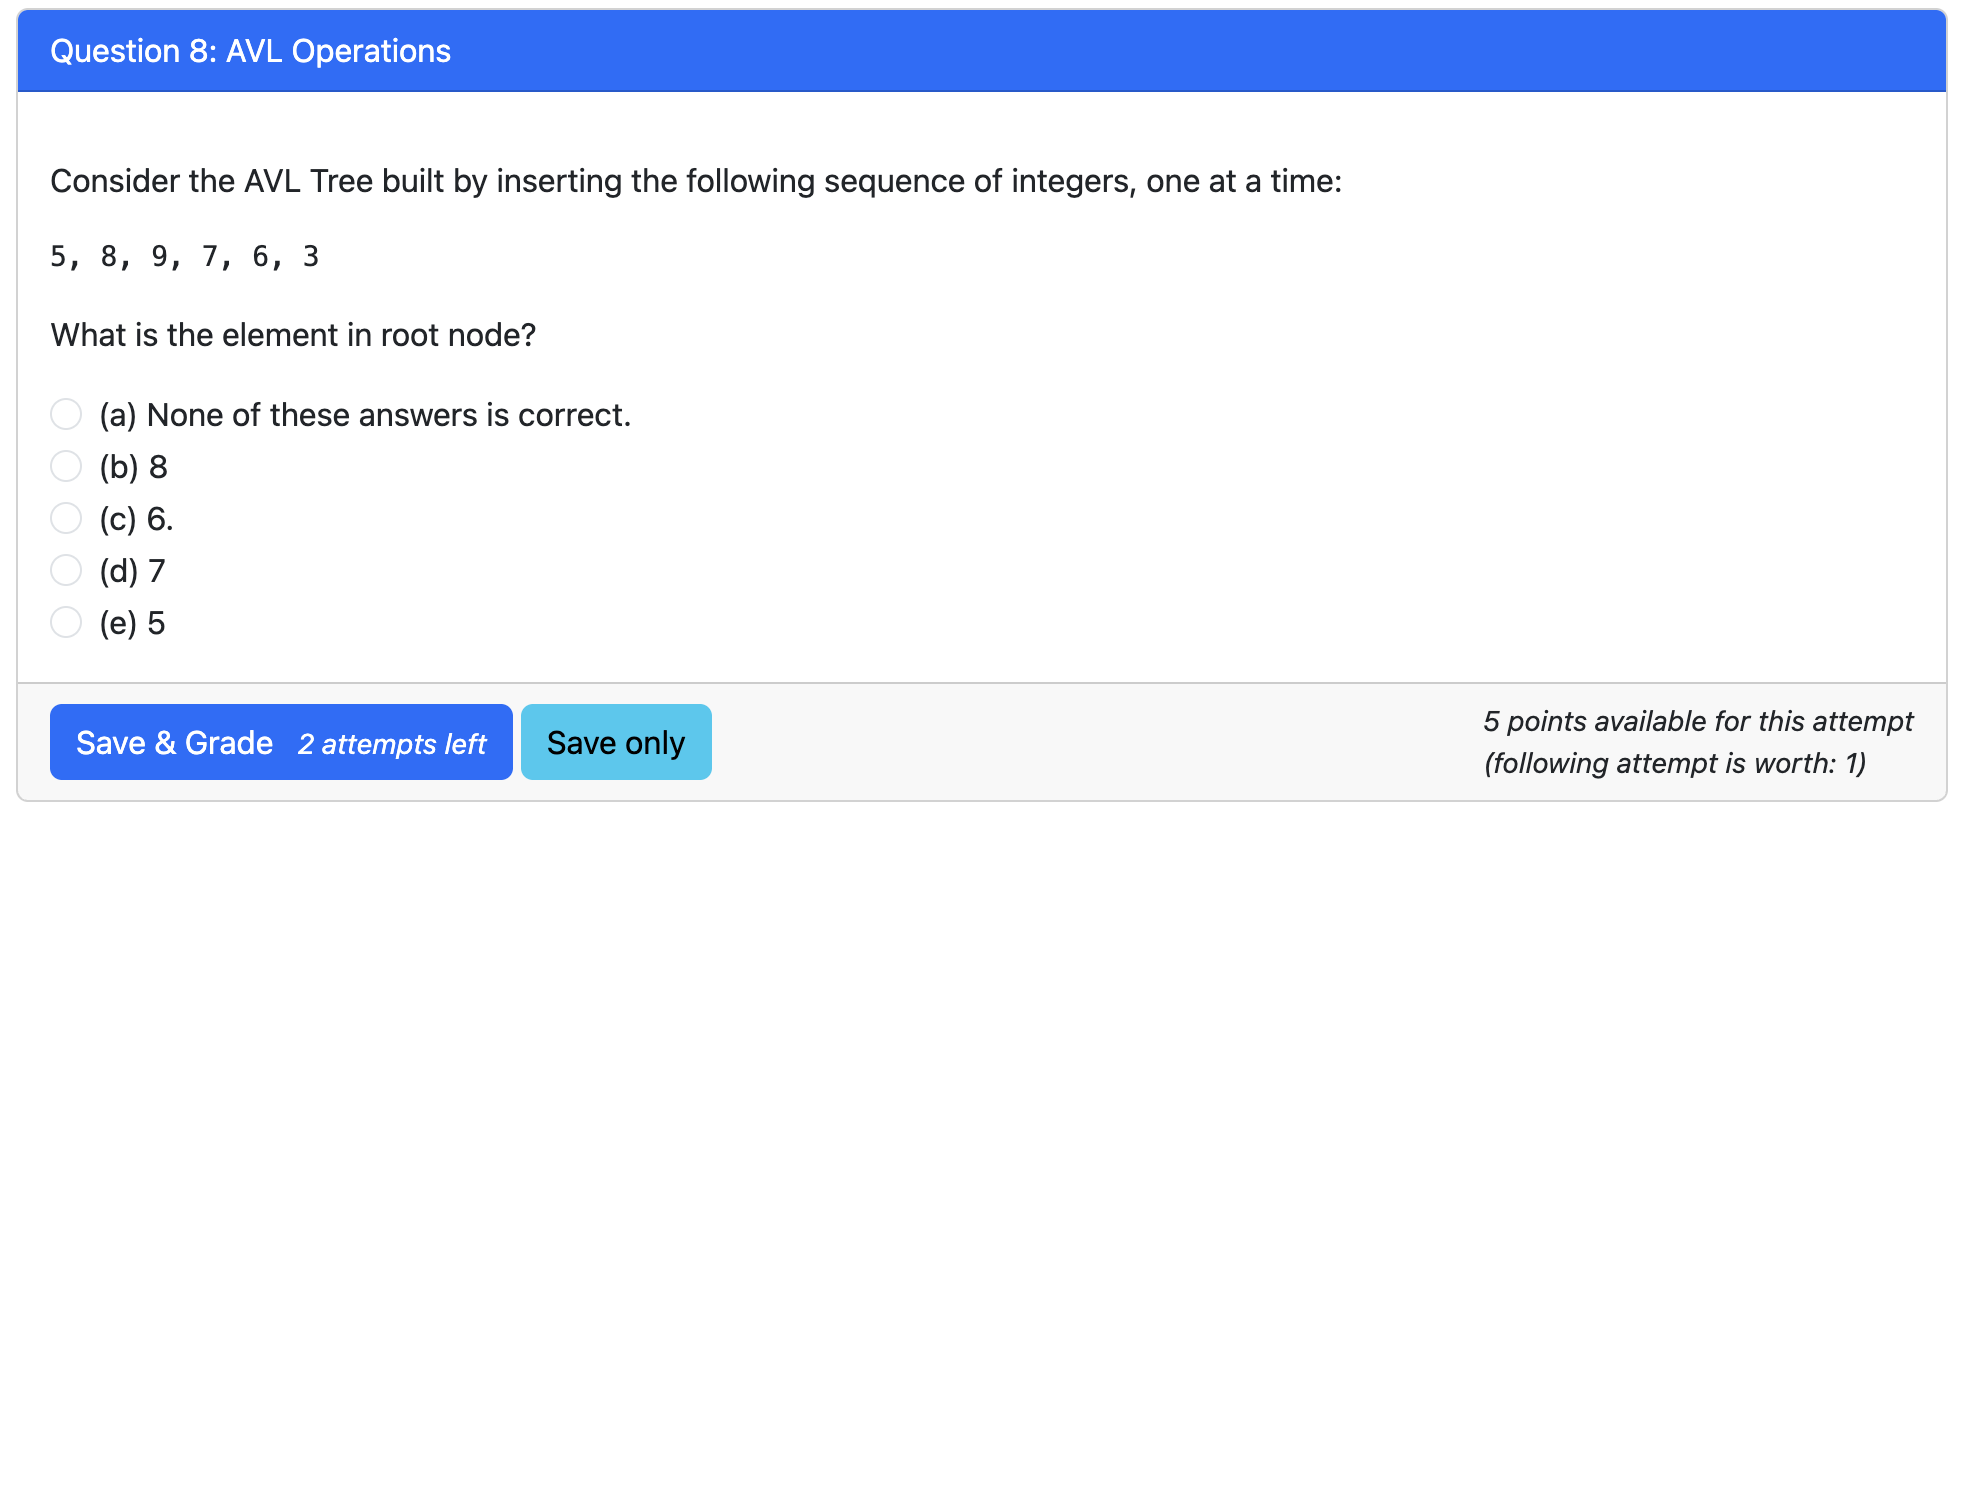 Question 8: AVL Operations
Consider the AVL Tree built by inserting the following sequence of integers, one at a time:
5, 8, 9, 7, 6, 3
What is the element in root node?
(a) None of these answers is correct.
(b) 8
(c) 6.
(d) 7
(e) 5
Save & Grade 2 attempts left Save only
5 points available for this attempt
(following attempt is worth: 1)